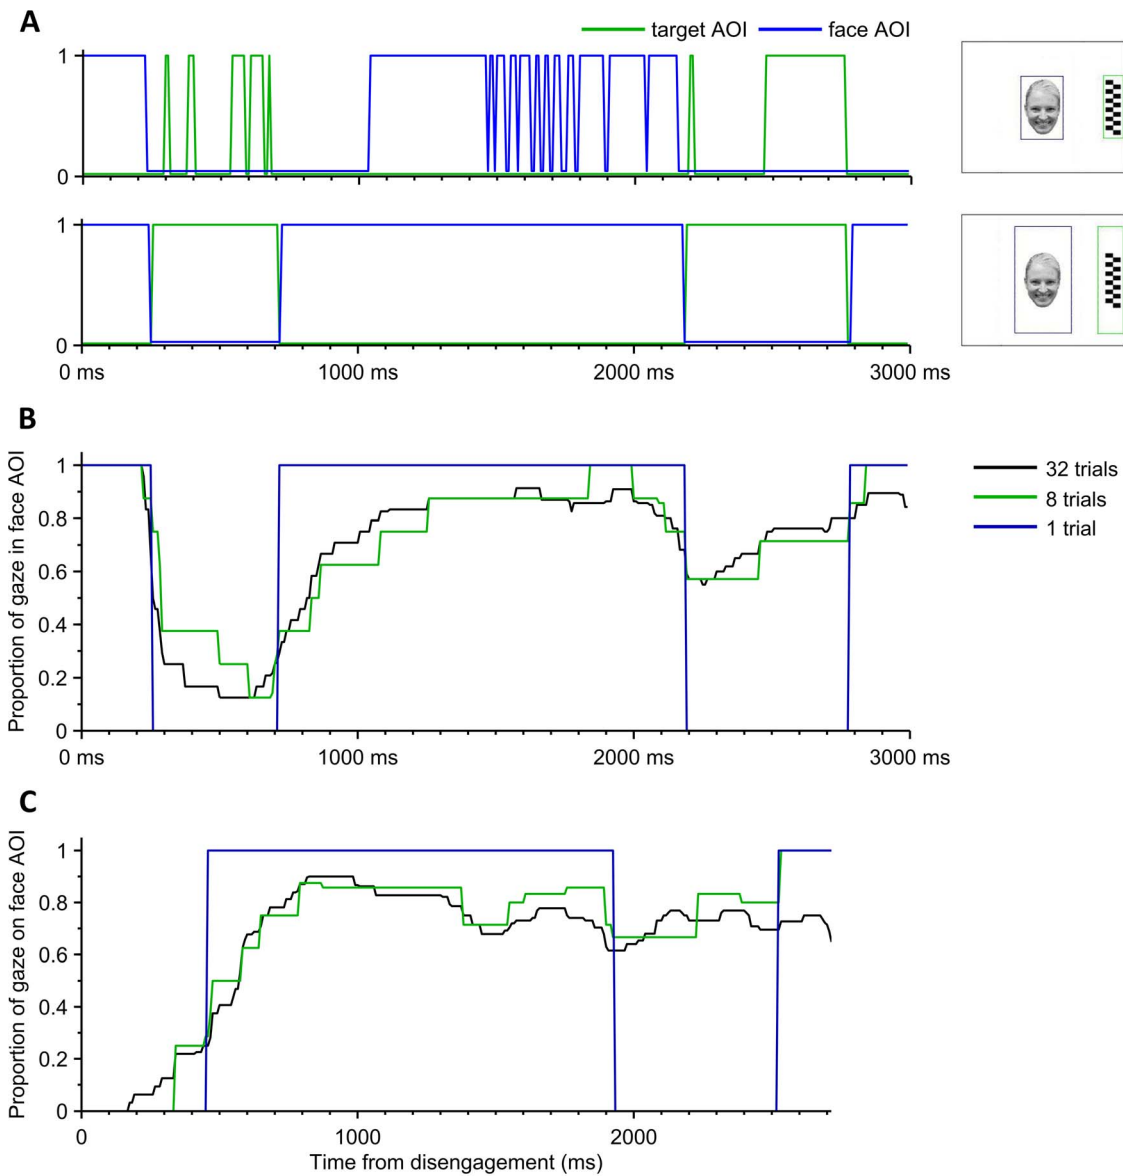 A
target AOI face AOI
1
0
1
0
0 ms 1000 ms 2000 ms 3000 ms
B
Proportion of gaze in face AOI
1
0.8
0.6
0.4
0.2
0
0 ms 1000 ms 2000 ms 3000 ms
32 trials
8 trials
1 trial
C
Proportion of gaze on face AOI
1
0.8
0.6
0.4
0.2
0
0 1000 2000
Time from disengagement (ms)